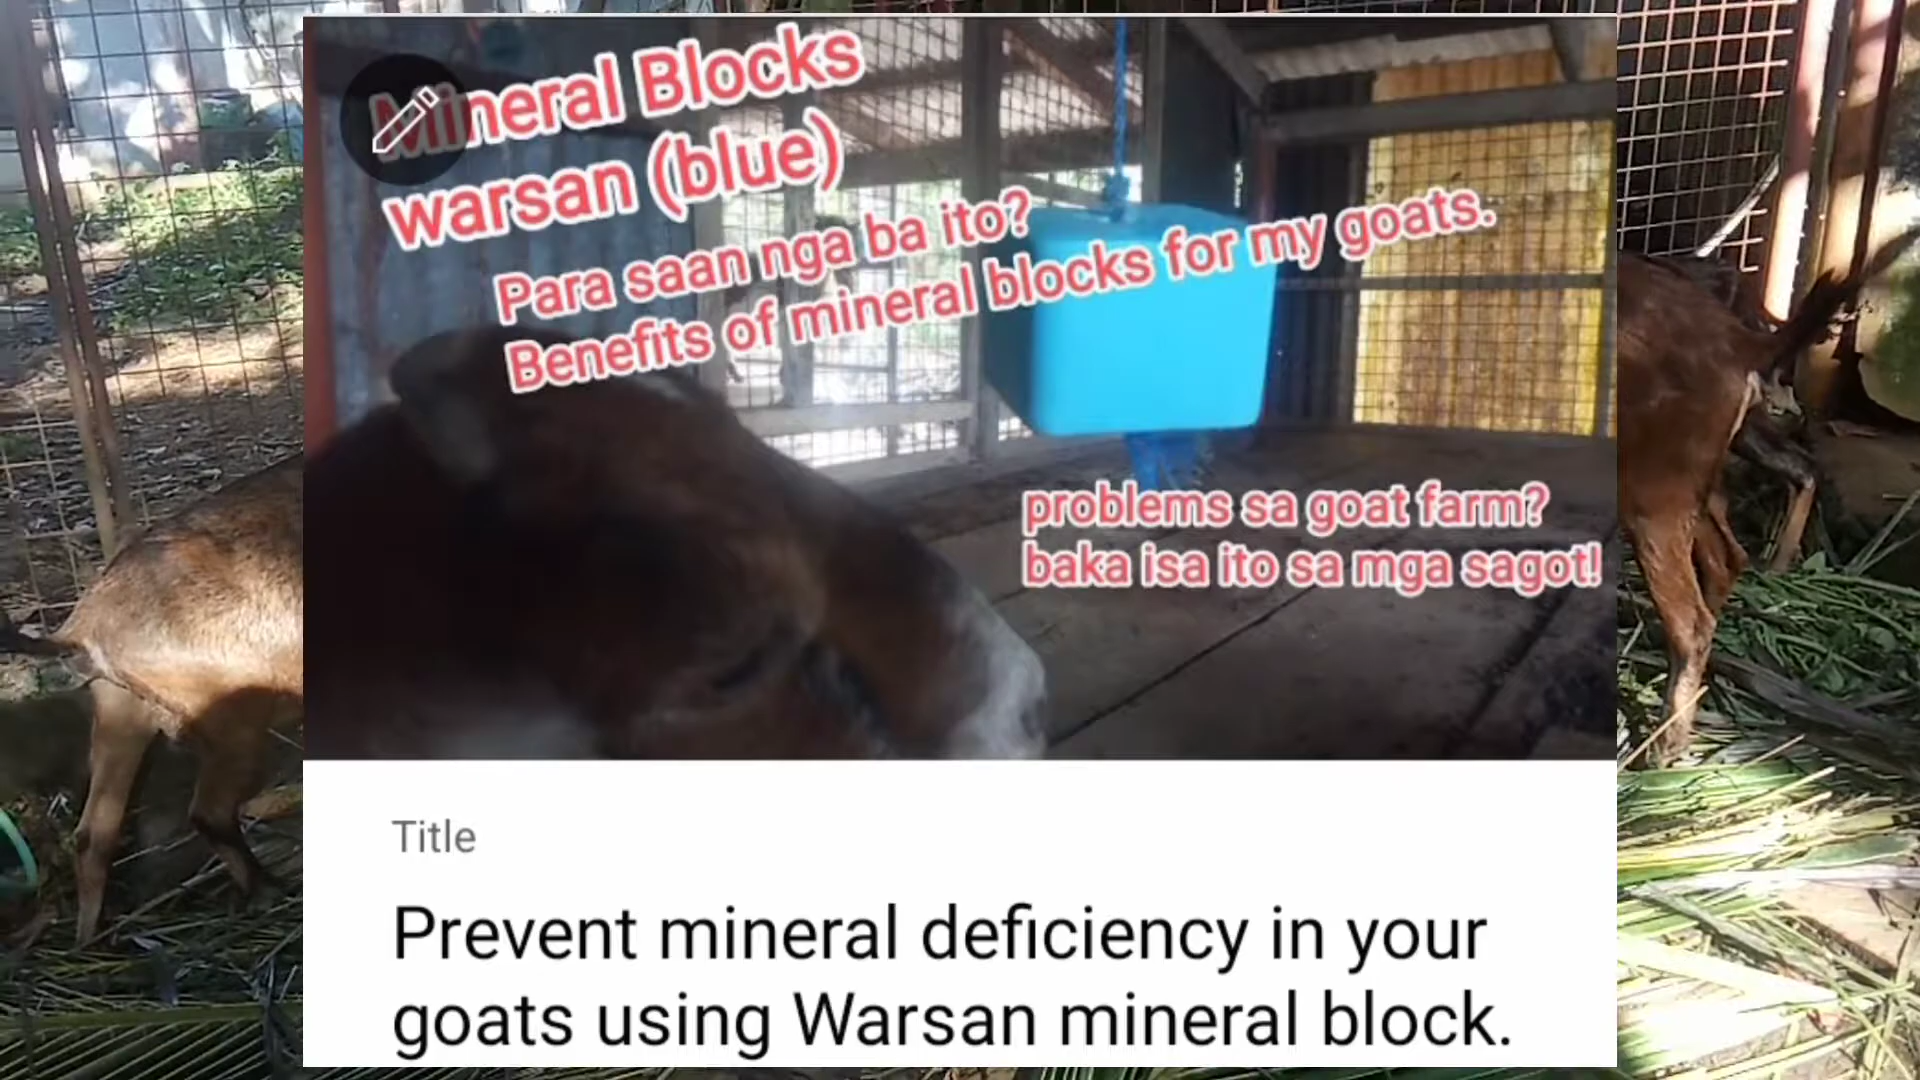 Mineral Blocks
warsan (blue)
Para saan nga ba ito?
Benefits of mineral blocks for my goats.
problems sa goat farm?
baka isa ito sa mga sagot!
Title
Prevent mineral deficiency in your
goats using Warsan mineral block.